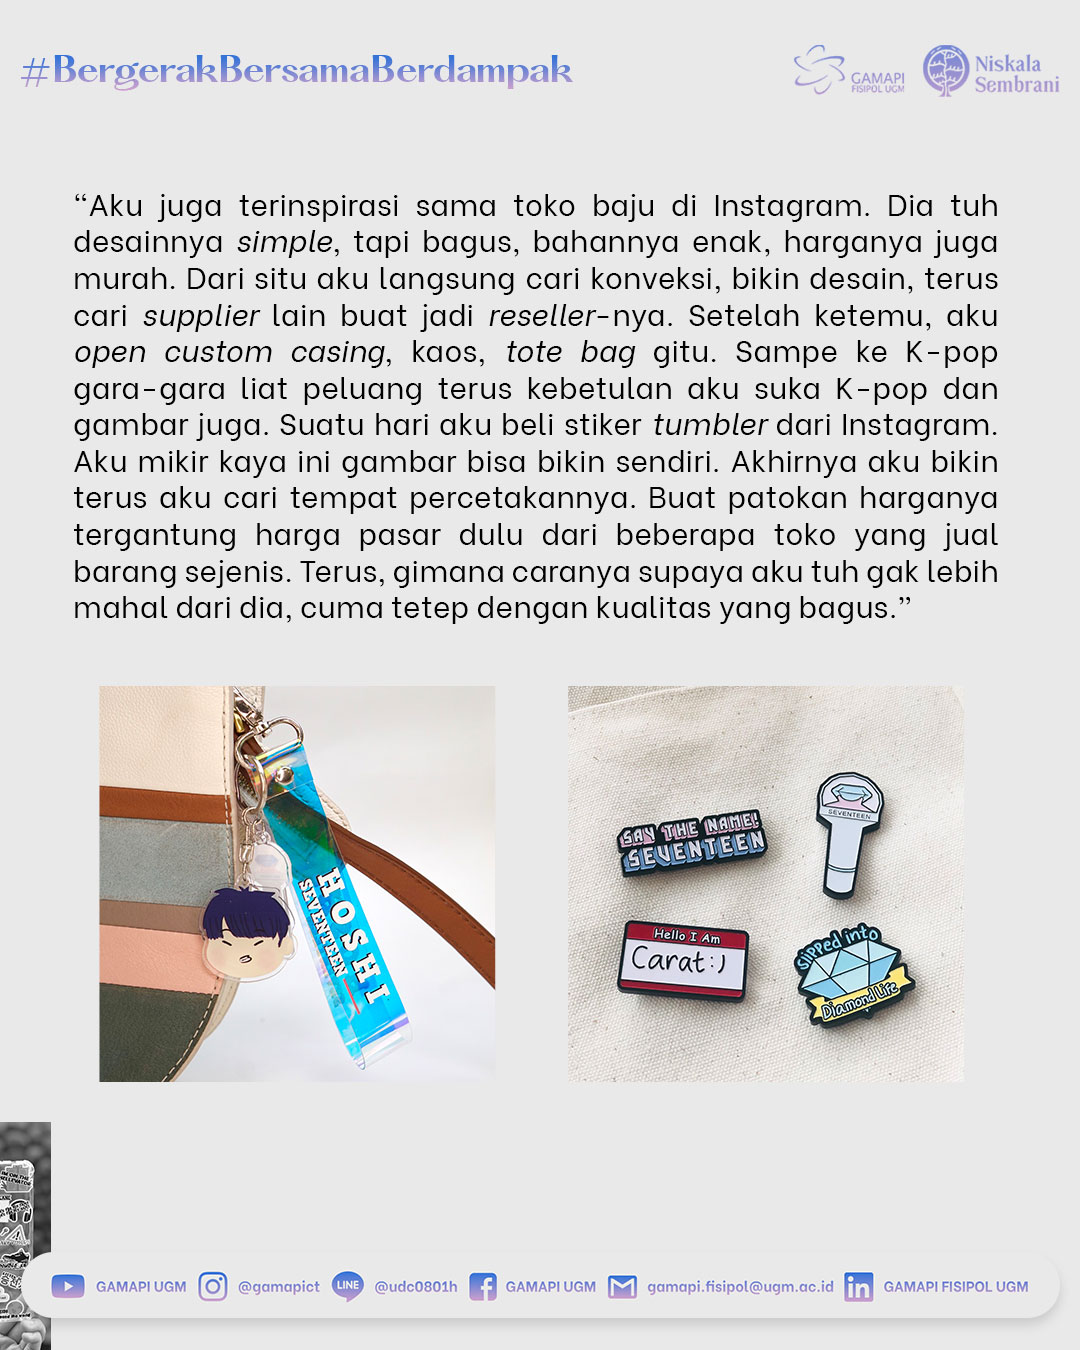 #BergerakBersamaBerdampak
GAMAPI
FISIPOL UGM
Niskala
Sembrani
“Aku juga terinspirasi sama toko baju di Instagram. Dia tuh
desainnya simple, tapi bagus, bahannya enak, harganya juga
murah. Dari situ aku langsung cari konveksi, bikin desain, terus
cari supplier lain buat jadi reseller-nya. Setelah ketemu, aku
open custom casing, kaos, tote bag gitu. Sampe ke K-pop
gara-gara liat peluang terus kebetulan aku suka K-pop dan
gambar juga. Suatu hari aku beli stiker tumbler dari Instagram.
Aku mikir kaya ini gambar bisa bikin sendiri. Akhirnya aku bikin
terus aku cari tempat percetakannya. Buat patokan harganya
tergantung harga pasar dulu dari beberapa toko yang jual
barang sejenis. Terus, gimana caranya supaya aku tuh gak lebih
mahal dari dia, cuma tetep dengan kualitas yang bagus.”
HOSHI
SEVENTEEN
SAY THE NAME!
SEVENTEEN
SEVENTEEN
Hello I Am
Carat:)
Slipped into
Diamond Life
GAMAPI UGM
@gamapict
LINE
@udc0801h
GAMAPI UGM
gamapi.fisipol@ugm.ac.id
GAMAPI FISIPOL UGM